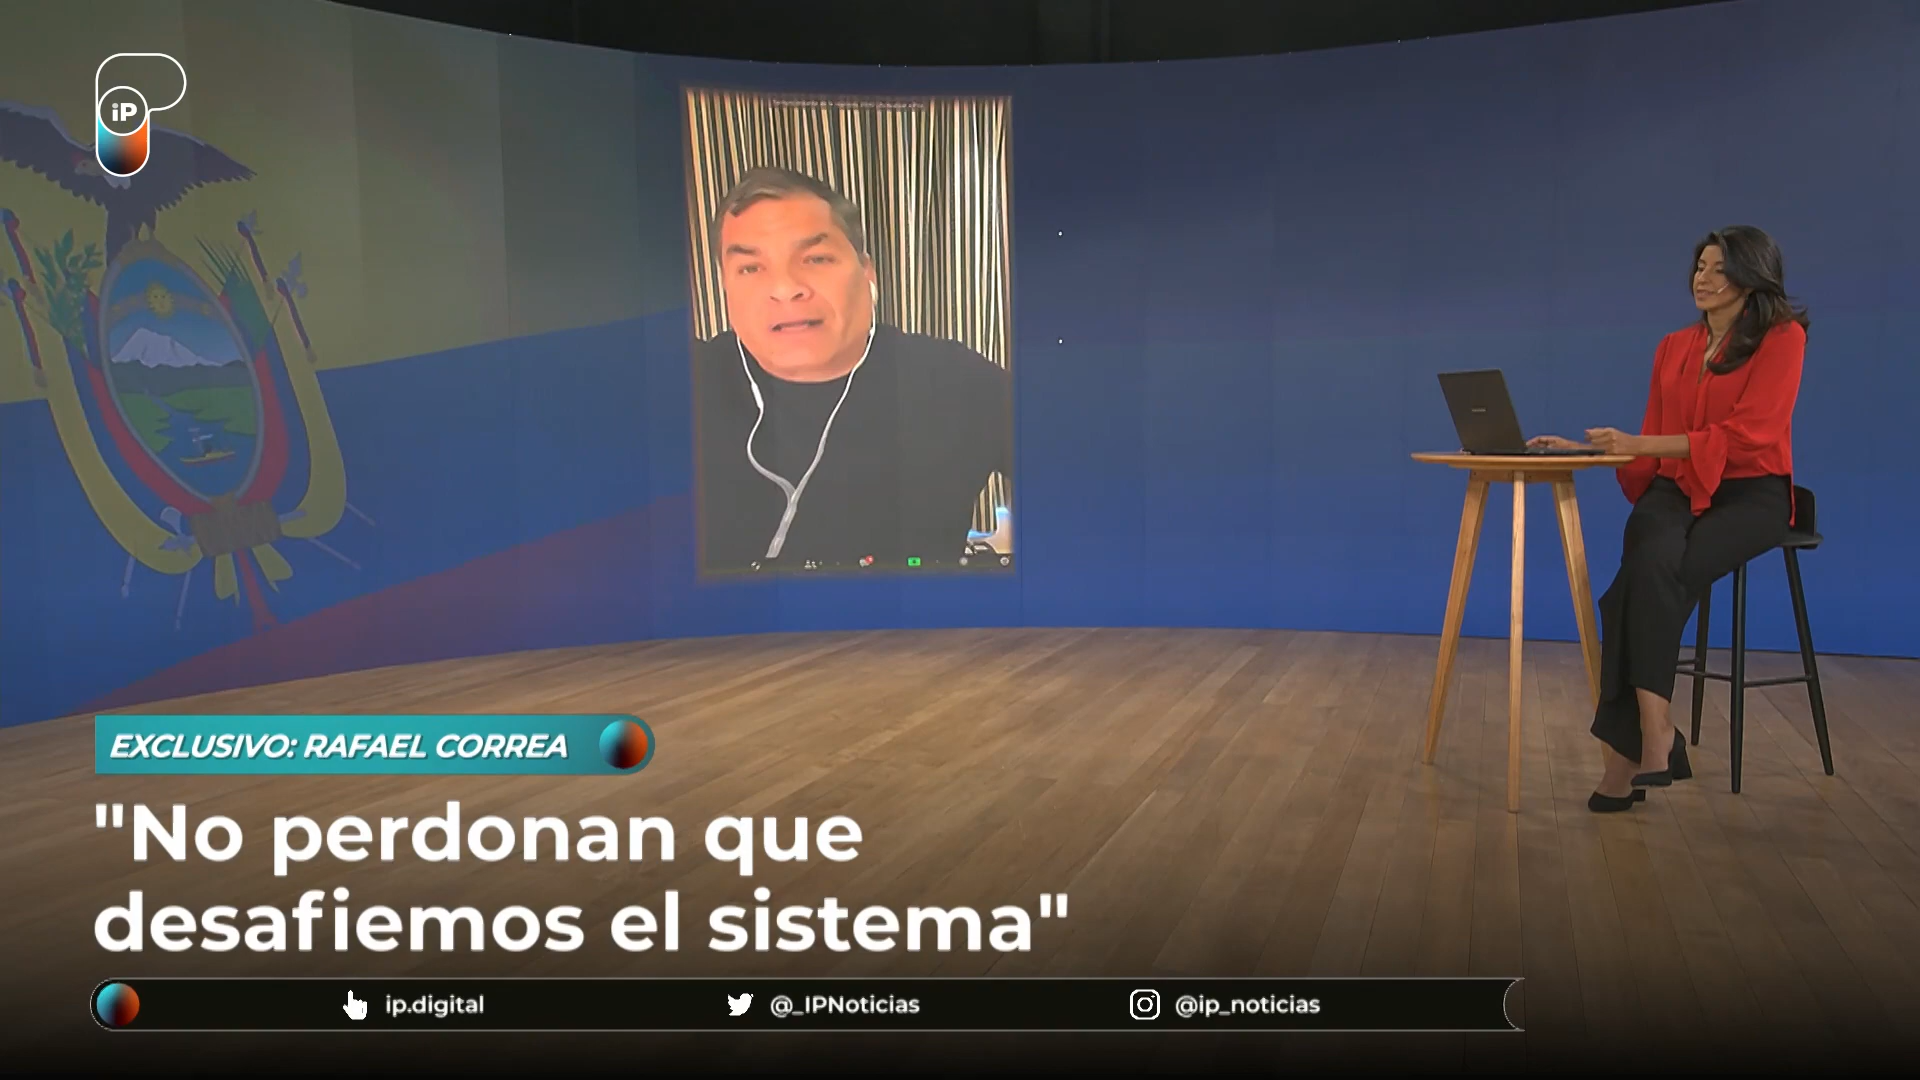 iP
EXCLUSIVO: RAFAEL CORREA
"No perdonan que
desafiemos el sistema"
ip.digital
@_IPNoticias
@ip_noticias